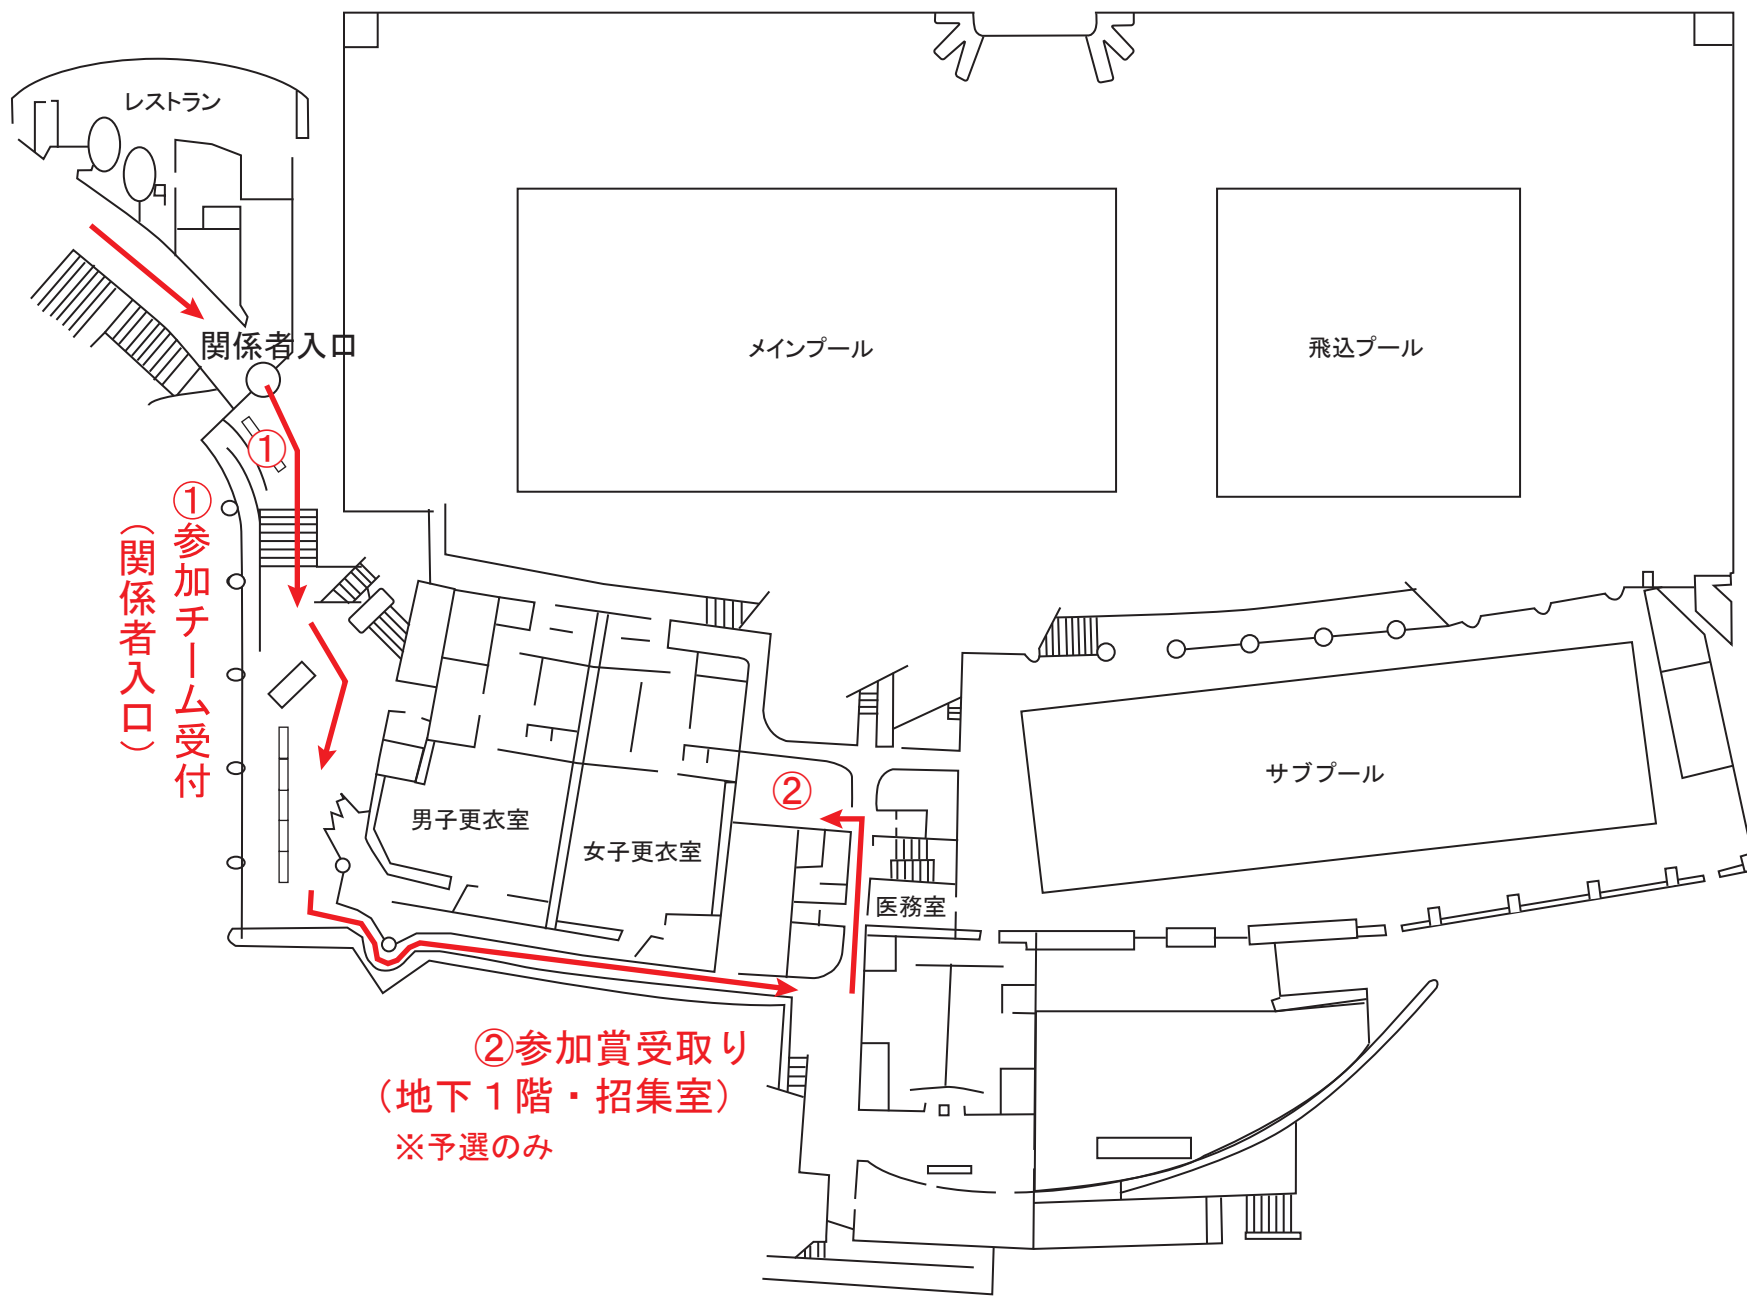 レストラン
関係者入口
メインプール
飛込プール
①
①参加チーム受付
（関係者入口）
サブプール
②
男子更衣室
女子更衣室
医務室
②参加賞受取り
（地下１階・招集室）
※予選のみ